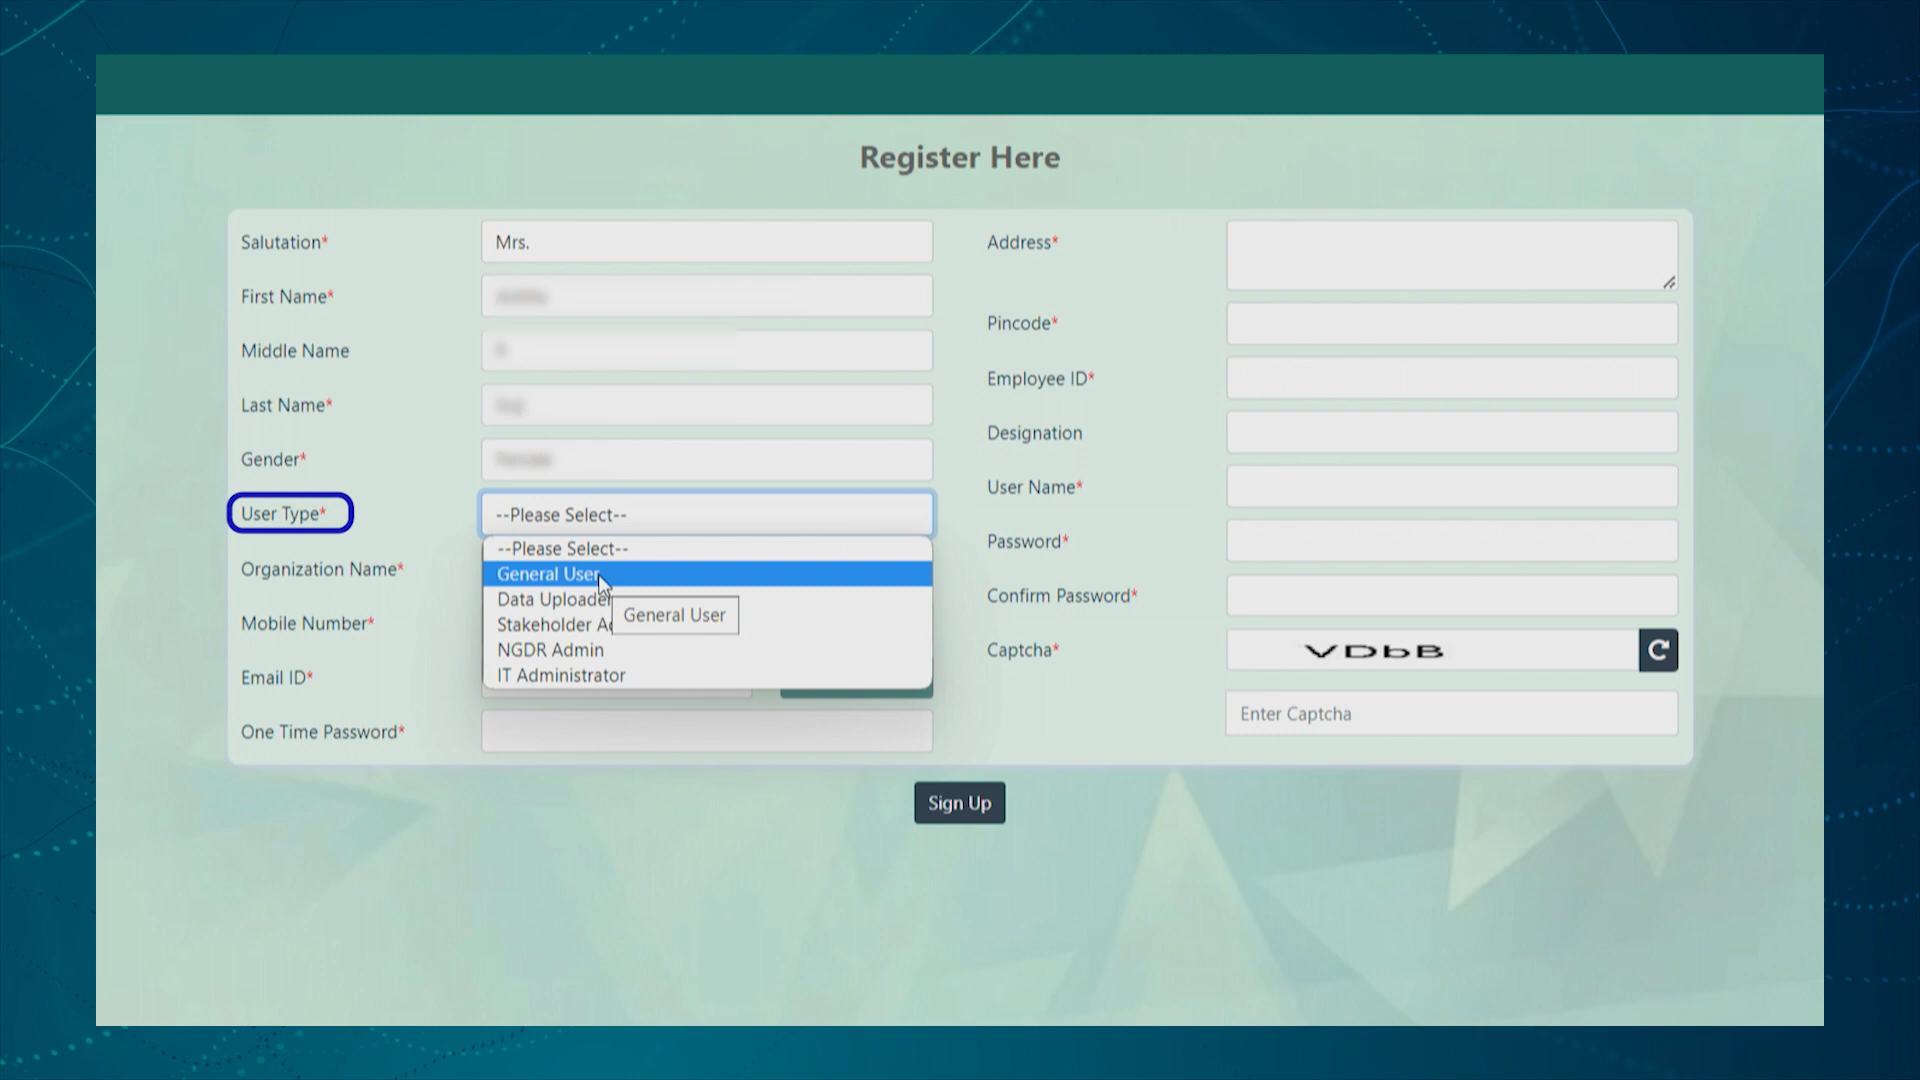 Register Here
Salutation*
Mrs.
First Name*
Middle Name
Last Name*
Gender*
User Type*
--Please Select--
--Please Select--
General User
Data Uploader
Stakeholder
General User
NGDR Admin
IT Administrator
Organization Name*
Mobile Number*
Email ID*
One Time Password*
Address*
Pincode*
Employee ID*
Designation
User Name*
Password*
Confirm Password*
Captcha*
VDbB
Enter Captcha
Sign Up